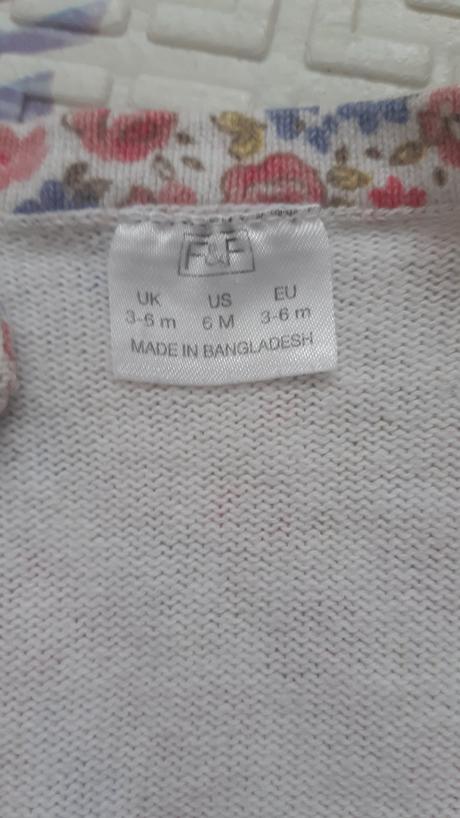 F&F
UK US EU
3-6 m 6 M 3-6 m
MADE IN BANGLADESH